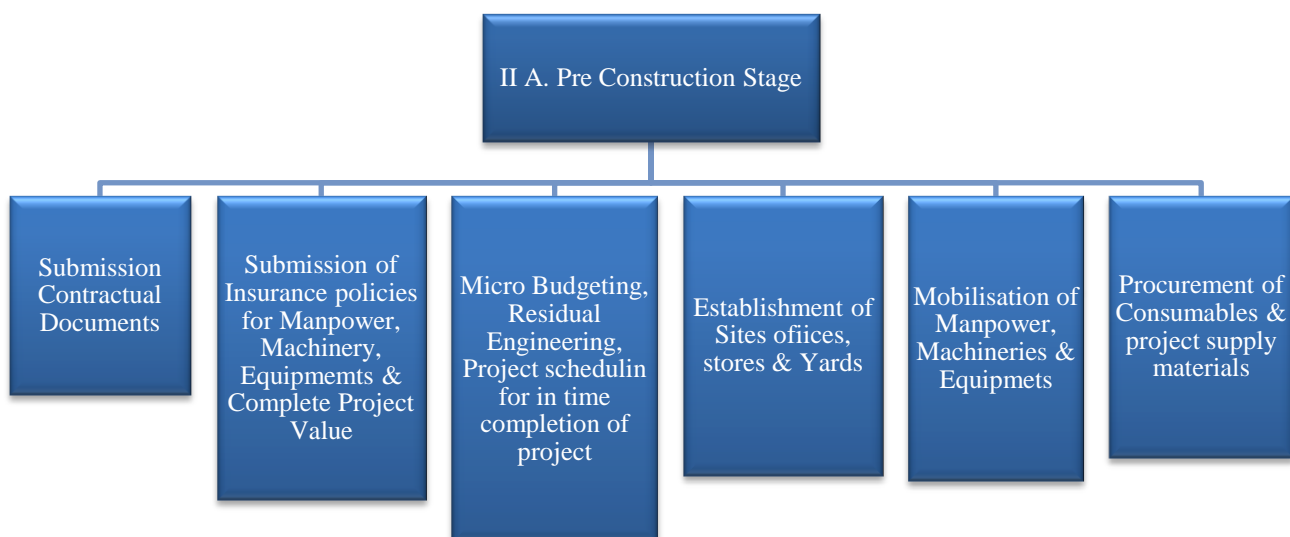 II A. Pre Construction Stage
Submission
Contractual
Documents
Submission of
Insurance policies
for Manpower,
Machinery,
Equipmemts &
Complete Project
Value
Micro Budgeting,
Residual
Engineering,
Project schedulin
for in time
completion of
project
Establishment of
Sites ofiices,
stores & Yards
Mobilisation of
Manpower,
Machineries &
Equipmets
Procurement of
Consumables &
project supply
materials